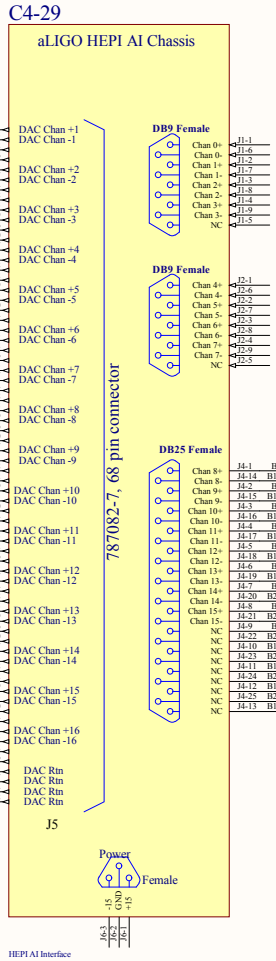 C4-29
aLIGO HEPI AI Chassis
DAC Chan +1
DAC Chan -1
DAC Chan +2
DAC Chan -2
DAC Chan +3
DAC Chan -3
DAC Chan +4
DAC Chan -4
DAC Chan +5
DAC Chan -5
DAC Chan +6
DAC Chan -6
DAC Chan +7
DAC Chan -7
DAC Chan +8
DAC Chan -8
DAC Chan +9
DAC Chan -9
DAC Chan +10
DAC Chan -10
DAC Chan +11
DAC Chan -11
DAC Chan +12
DAC Chan -12
DAC Chan +13
DAC Chan -13
DAC Chan +14
DAC Chan -14
DAC Chan +15
DAC Chan -15
DAC Chan +16
DAC Chan -16
DAC Rtn
DAC Rtn
DAC Rtn
DAC Rtn
J5
787082-7, 68 pin connector
DB9 Female
Chan 0+ J1-1
Chan 0- J1-6
Chan 1+ J1-2
Chan 1- J1-7
Chan 2+ J1-3
Chan 2- J1-8
Chan 3+ J1-4
Chan 3- J1-9
NC J1-5
DB9 Female
Chan 4+ J2-1
Chan 4- J2-6
Chan 5+ J2-2
Chan 5- J2-7
Chan 6+ J2-3
Chan 6- J2-8
Chan 7+ J2-4
Chan 7- J2-9
NC J2-5
DB25 Female
Chan 8+ J4-1
Chan 8- J4-14
Chan 9+ J4-2
Chan 9- J4-15
Chan 10+ J4-3
Chan 10- J4-16
Chan 11+ J4-4
Chan 11- J4-17
Chan 12+ J4-5
Chan 12- J4-18
Chan 13+ J4-6
Chan 13- J4-19
Chan 14+ J4-7
Chan 14- J4-20
Chan 15+ J4-8
Chan 15- J4-21
NC J4-9
NC J4-22
NC J4-10
NC J4-23
NC J4-11
NC J4-24
NC J4-12
NC J4-25
NC J4-13
Power
Female
-15
GND
+15
J6-3
J6-2
J6-1
HEPI AI Interface